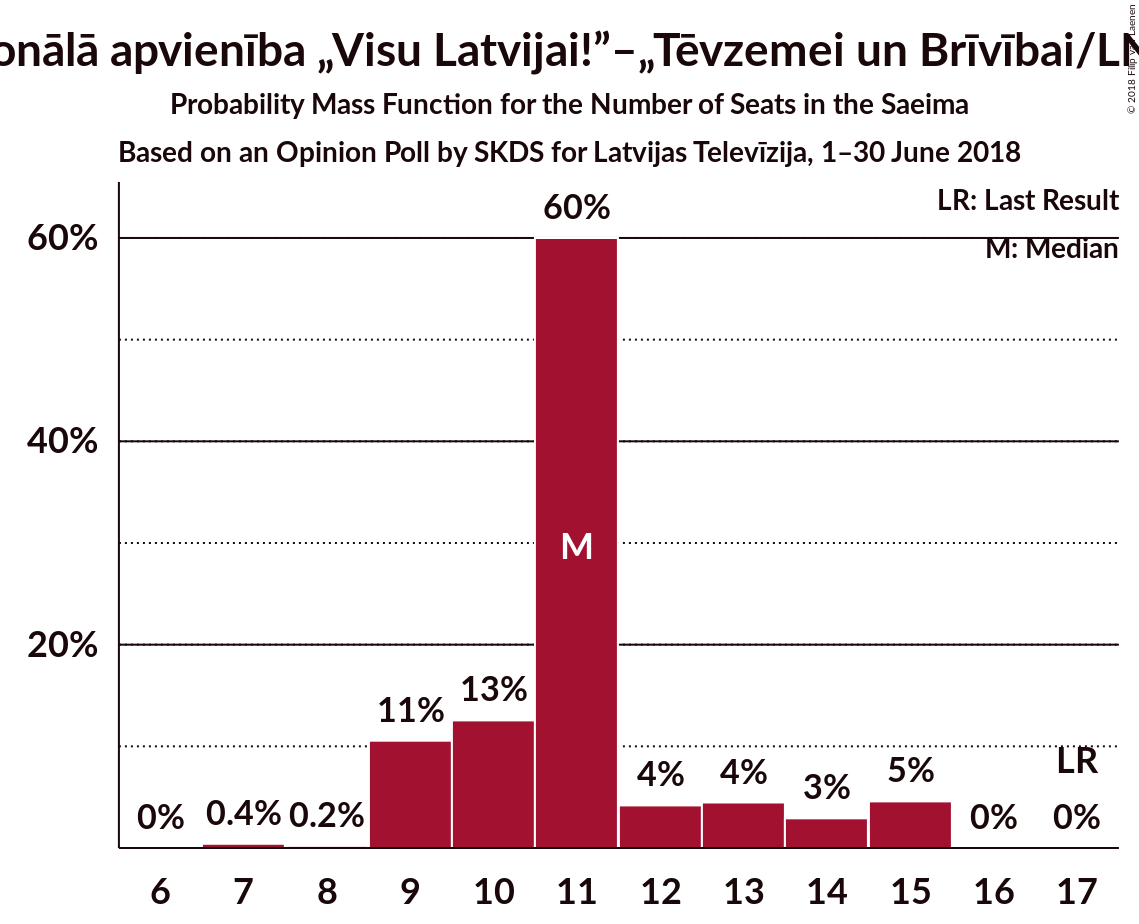 onālā apvienība „Visu Latvijai!”–„Tēvzemei un Brīvībai/LN
Probability Mass Function for the Number of Seats in the Saeima
Based on an Opinion Poll by SKDS for Latvijas Televīzija, 1–30 June 2018
© 2018 Filip van Laenen
LR: Last Result
M: Median
60%
40%
20%
0% 0.4% 0.2% 11% 13% 60% 4% 4% 3% 5% 0% 0%
M
LR
6 7 8 9 10 11 12 13 14 15 16 17